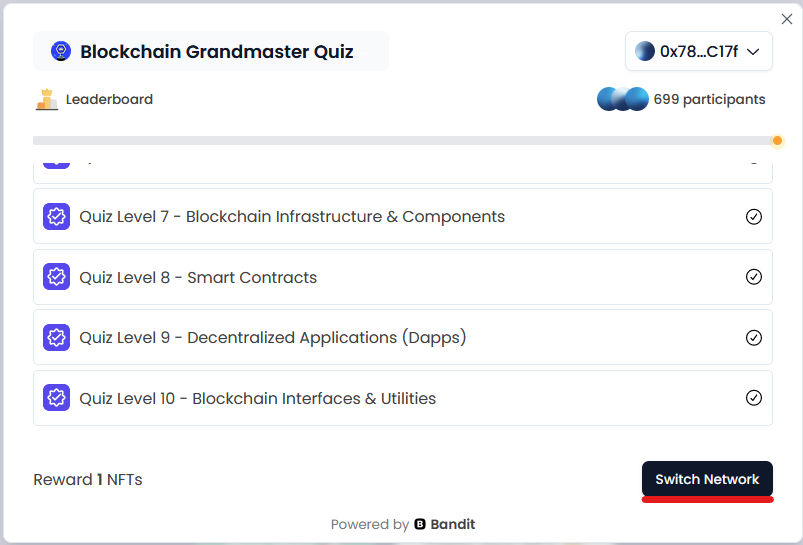 Blockchain Grandmaster Quiz
0x78...C17f
Leaderboard
699 participants
Quiz Level 7 - Blockchain Infrastructure & Components
Quiz Level 8 - Smart Contracts
Quiz Level 9 - Decentralized Applications (Dapps)
Quiz Level 10 - Blockchain Interfaces & Utilities
Reward 1 NFTs
Switch Network
Powered by B Bandit